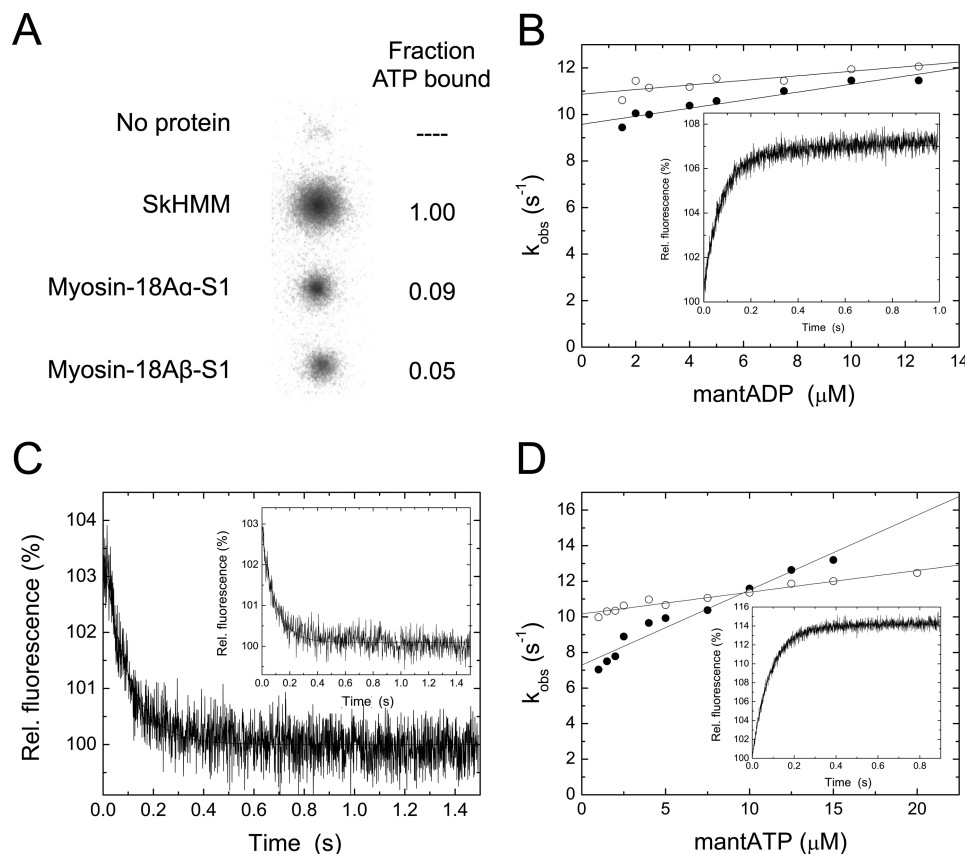 A
Fraction
ATP bound
No protein
----
SkHMM
1.00
Myosin-18Aα-S1
0.09
Myosin-18Aβ-S1
0.05
B
12
10
8
6
4
2
0
k_obs (s⁻¹)
0 2 4 6 8 10 12 14
mantADP (μM)
108
106
104
102
100
Rel. fluorescence (%)
0.0 0.2 0.4 0.6 0.8 1.0
Time (s)
C
104
103
102
101
100
Rel. fluorescence (%)
0.0 0.2 0.4 0.6 0.8 1.0 1.2 1.4
Time (s)
103
102
101
100
Rel. fluorescence (%)
0.0 0.2 0.4 0.6 0.8 1.0 1.2 1.4
Time (s)
D
16
14
12
10
8
6
4
2
0
k_obs (s⁻¹)
0 5 10 15 20
mantATP (μM)
116
114
112
110
108
106
104
102
100
Rel. fluorescence (%)
0.0 0.2 0.4 0.6 0.8
Time (s)